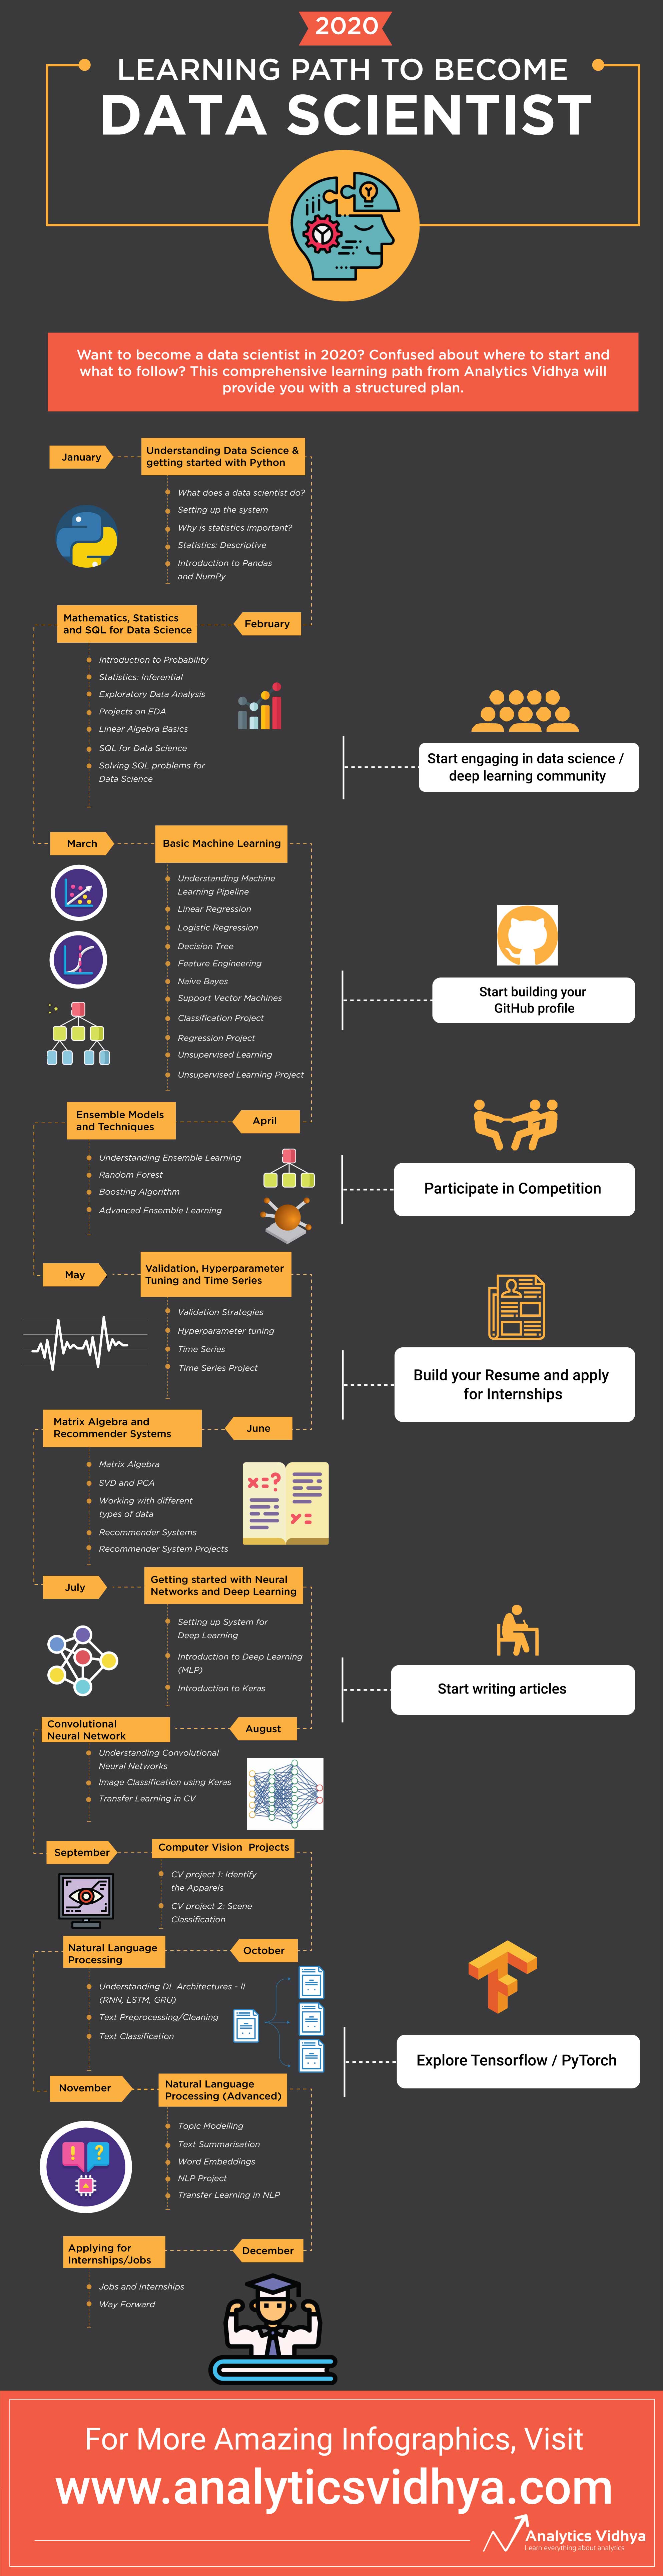 2020
LEARNING PATH TO BECOME
DATA SCIENTIST
Want to become a data scientist in 2020? Confused about where to start and
what to follow? This comprehensive learning path from Analytics Vidhya will
provide you with a structured plan.
January
Understanding Data Science &
getting started with Python
What does a data scientist do?
Setting up the system
Why is statistics important?
Statistics: Descriptive
Introduction to Pandas
and NumPy
Mathematics, Statistics
and SQL for Data Science
February
Introduction to Probability
Statistics: Inferential
Exploratory Data Analysis
Projects on EDA
Linear Algebra Basics
SQL for Data Science
Solving SQL problems for
Data Science
Start engaging in data science /
deep learning community
March
Basic Machine Learning
Understanding Machine
Learning Pipeline
Linear Regression
Logistic Regression
Decision Tree
Feature Engineering
Naive Bayes
Support Vector Machines
Classification Project
Regression Project
Unsupervised Learning
Unsupervised Learning Project
Start building your
GitHub profile
Ensemble Models
and Techniques
April
Understanding Ensemble Learning
Random Forest
Boosting Algorithm
Advanced Ensemble Learning
Participate in Competition
May
Validation, Hyperparameter
Tuning and Time Series
Validation Strategies
Hyperparameter tuning
Time Series
Time Series Project
Build your Resume and apply
for Internships
Matrix Algebra and
Recommender Systems
June
Matrix Algebra
SVD and PCA
Working with different
types of data
Recommender Systems
Recommender System Projects
x=?
y=
July
Getting started with Neural
Networks and Deep Learning
Setting up System for
Deep Learning
Introduction to Deep Learning
(MLP)
Introduction to Keras
Start writing articles
Convolutional
Neural Network
August
Understanding Convolutional
Neural Networks
Image Classification using Keras
Transfer Learning in CV
September
Computer Vision Projects
CV project 1: Identify
the Apparels
CV project 2: Scene
Classification
Natural Language
Processing
October
Understanding DL Architectures - II
(RNN, LSTM, GRU)
Text Preprocessing/Cleaning
Text Classification
Explore Tensorflow / PyTorch
November
Natural Language
Processing (Advanced)
Topic Modelling
Text Summarisation
Word Embeddings
NLP Project
Transfer Learning in NLP
! ?
Applying for
Internships/Jobs
December
Jobs and Internships
Way Forward
For More Amazing Infographics, Visit
www.analyticsvidhya.com
Analytics Vidhya
Learn everything about analytics